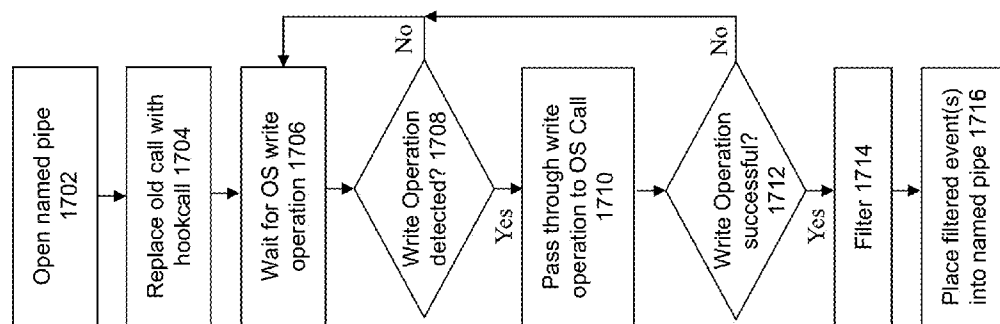 Open named pipe
1702
Replace old call with
hookcall 1704
Wait for OS write
operation 1706
Write Operation
detected? 1708
No
Yes
Pass through write
operation to OS Call
1710
Write Operation
successful?
1712
No
Yes
Filter 1714
Place filtered event(s)
into named pipe 1716